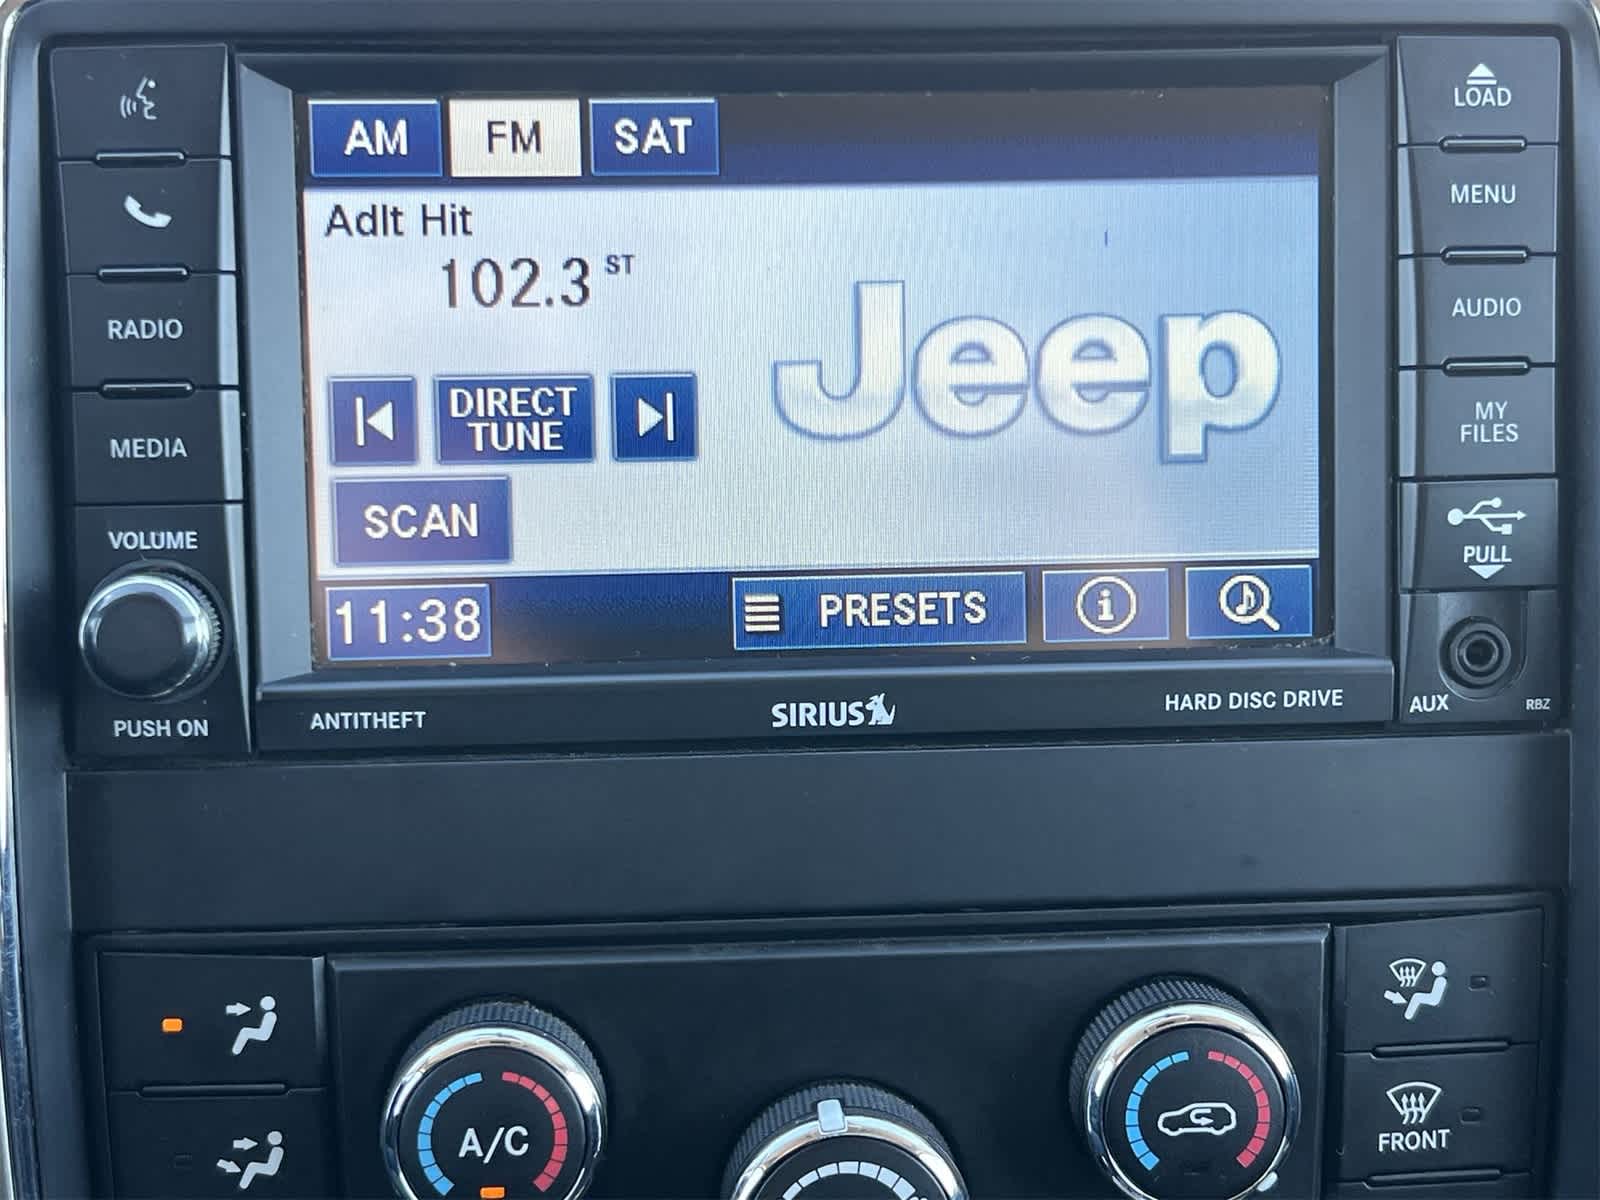 AM FM SAT
Adlt Hit
102.3 ST
Jeep
DIRECT
TUNE
SCAN
11:38 PRESETS i
RADIO
MEDIA
VOLUME
PUSH ON
LOAD
MENU
AUDIO
MY
FILES
PULL
AUX RBZ
ANTITHEFT SIRIUS HARD DISC DRIVE
A/C
FRONT